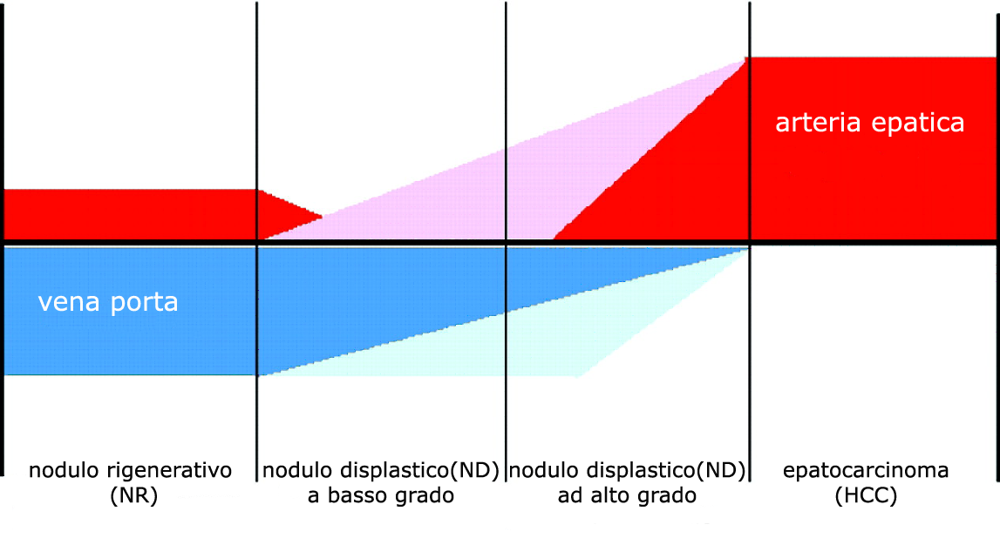 arteria epatica
vena porta
nodulo rigenerativo
(NR)
nodulo displastico(ND)
a basso grado
nodulo displastico(ND)
ad alto grado
epatocarcinoma
(HCC)